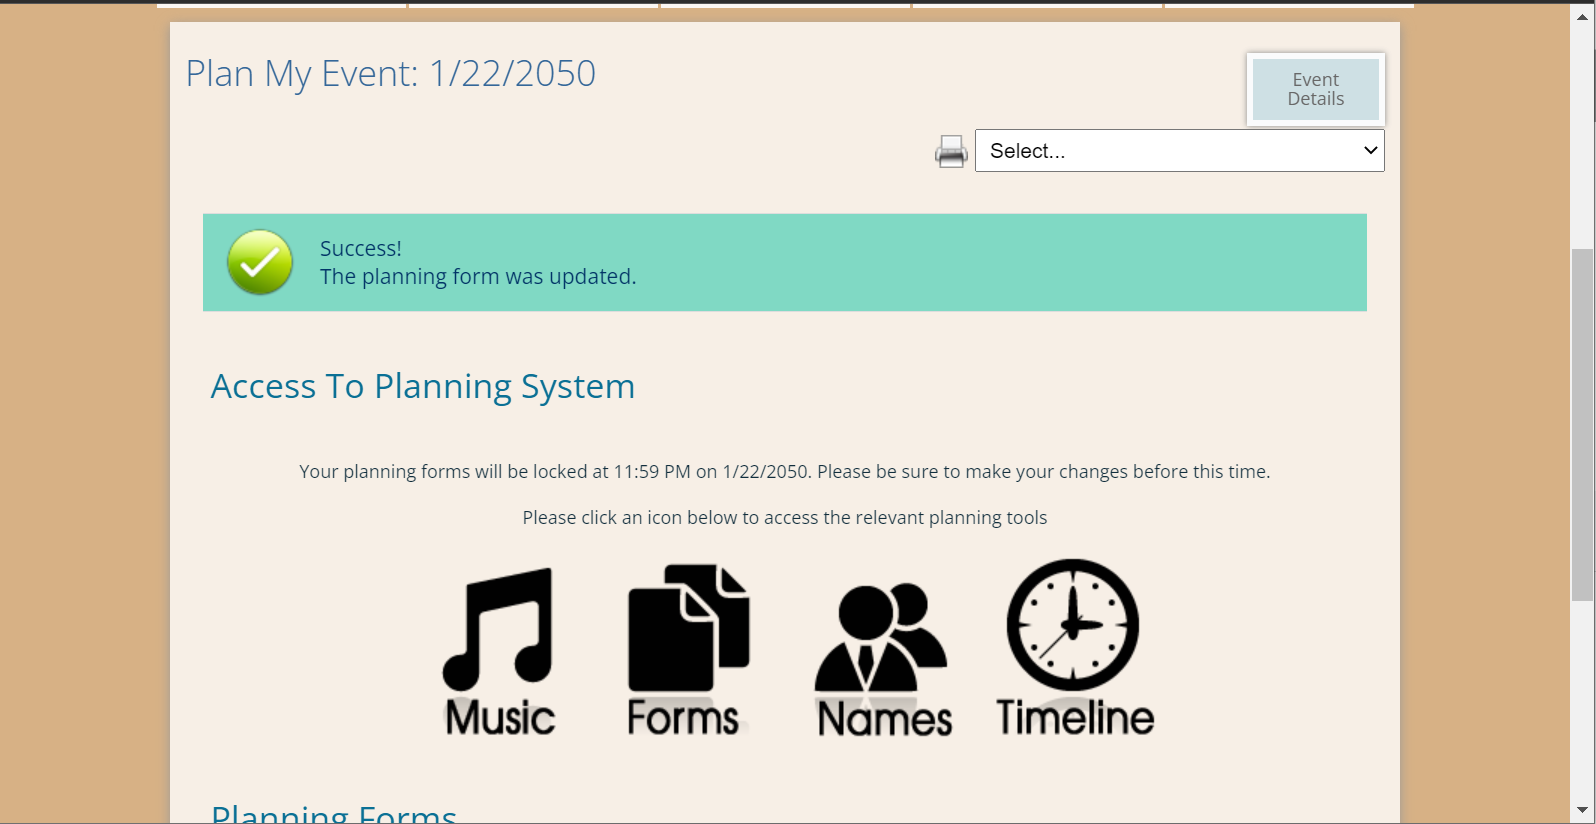 Plan My Event: 1/22/2050
Event
Details
Select...
Success!
The planning form was updated.
Access To Planning System
Your planning forms will be locked at 11:59 PM on 1/22/2050. Please be sure to make your changes before this time.
Please click an icon below to access the relevant planning tools
Music Forms Names Timeline
Planning Forms